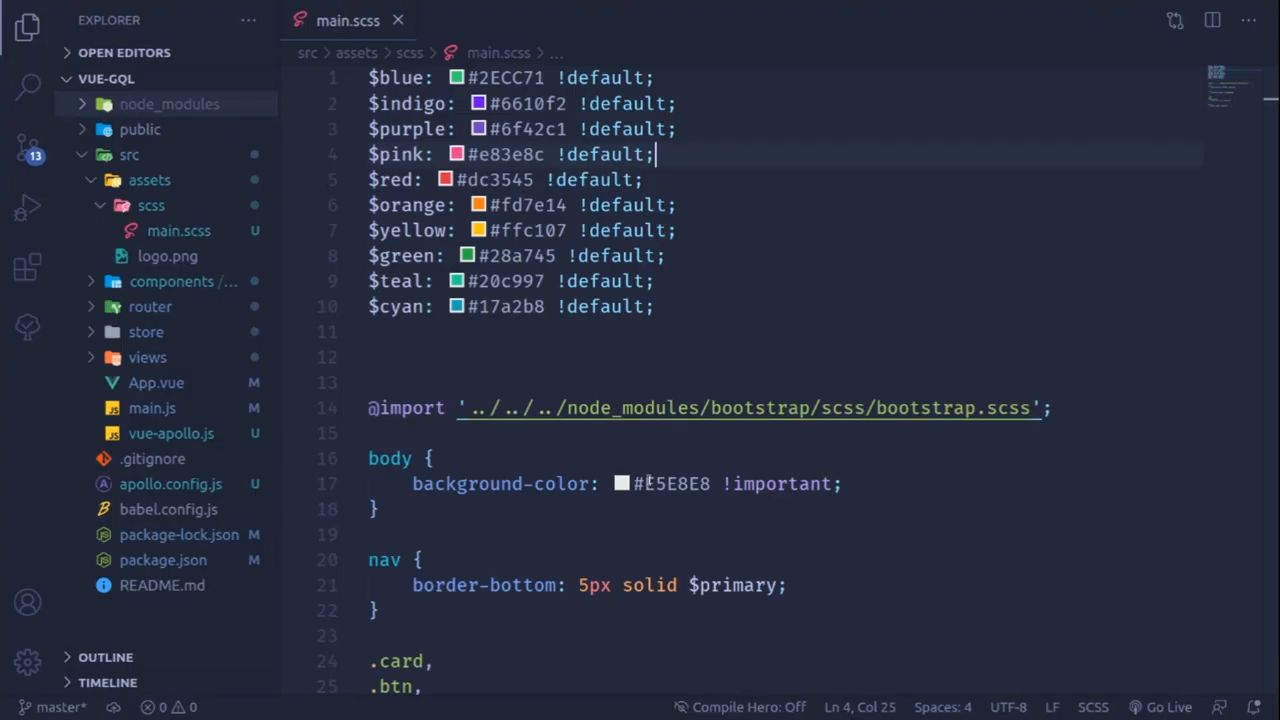 EXPLORER
main.scss
OPEN EDITORS
src > assets > scss > main.scss > ...
VUE-GQL
node_modules
public
13
src
assets
scss
main.scss U
logo.png
components /...
router
store
views
App.vue M
main.js M
vue-apollo.js U
.gitignore
apollo.config.js U
babel.config.js
package-lock.json M
package.json M
README.md
OUTLINE
TIMELINE
1 $blue: #2ECC71 !default;
2 $indigo: #6610f2 !default;
3 $purple: #6f42c1 !default;
4 $pink: #e83e8c !default;
5 $red: #dc3545 !default;
6 $orange: #fd7e14 !default;
7 $yellow: #ffc107 !default;
8 $green: #28a745 !default;
9 $teal: #20c997 !default;
10 $cyan: #17a2b8 !default;
11
12
13
14 @import '../../../node_modules/bootstrap/scss/bootstrap.scss';
15
16 body {
17 background-color: #E5E8E8 !important;
18 }
19
20 nav {
21 border-bottom: 5px solid $primary;
22 }
23
24 .card,
25 .btn,
master* 0 0 Compile Hero: Off Ln 4, Col 25 Spaces: 4 UTF-8 LF SCSS Go Live